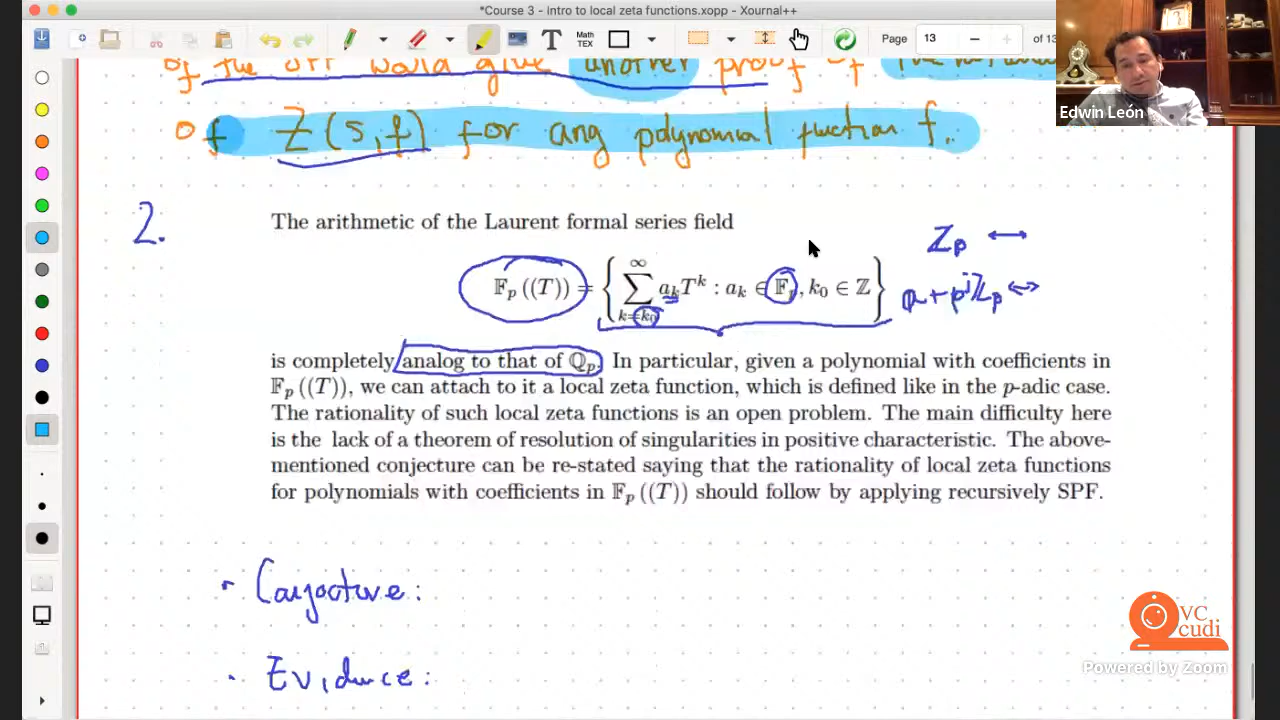 *Course 3 - intro to local zeta functions.xopp - Xournal++
Math
TEX
Page 13 of 13
Edwin León
of the SPF would give another proof of
of Z(s,f) for any polynomial function f.
2.
The arithmetic of the Laurent formal series field
ℤp ↔
𝔽p((T)) = { ∑_{k=k₀}^{∞} a_k T^k : a_k ∈ 𝔽p, k₀ ∈ ℤ }
a + p^j ℤp ↔
is completely analog to that of ℚp. In particular, given a polynomial with coefficients in
𝔽p((T)), we can attach to it a local zeta function, which is defined like in the p-adic case.
The rationality of such local zeta functions is an open problem. The main difficulty here
is the lack of a theorem of resolution of singularities in positive characteristic. The above-
mentioned conjecture can be re-stated saying that the rationality of local zeta functions
for polynomials with coefficients in 𝔽p((T)) should follow by applying recursively SPF.
• Conjecture:
• Evidence:
VC
cudi
Powered by Zoom